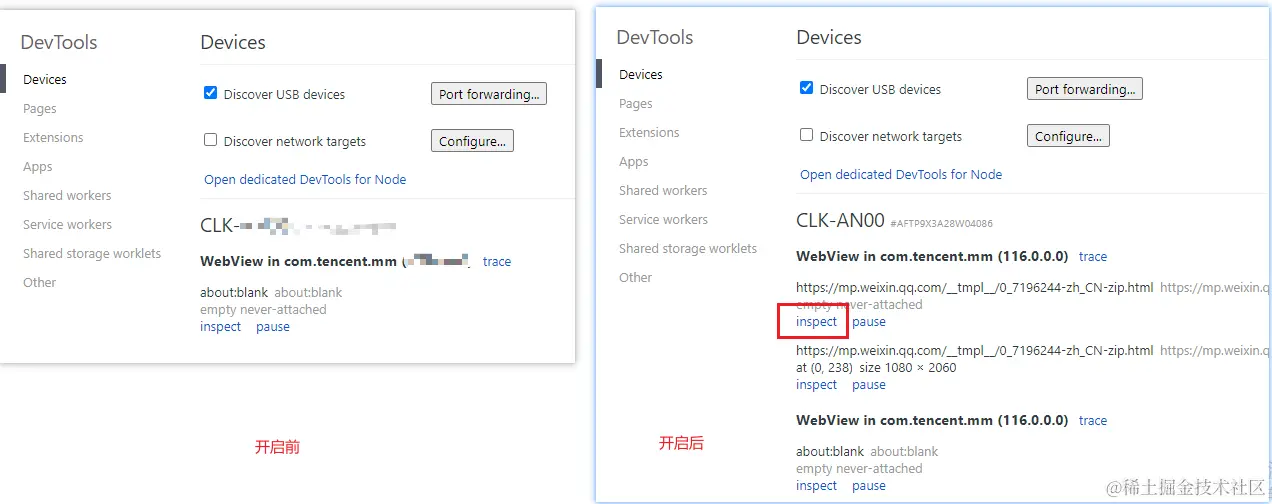 DevTools
Devices
Devices
Pages
Extensions
Apps
Shared workers
Service workers
Shared storage worklets
Other
Discover USB devices
Port forwarding...
Discover network targets
Configure...
Open dedicated DevTools for Node
CLK-
WebView in com.tencent.mm ( trace
about:blank about:blank
empty never-attached
inspect pause
开启前
DevTools
Devices
Devices
Pages
Extensions
Apps
Shared workers
Service workers
Shared storage worklets
Other
Discover USB devices
Port forwarding...
Discover network targets
Configure...
Open dedicated DevTools for Node
CLK-AN00 #AFTP9X3A28W04086
WebView in com.tencent.mm (116.0.0.0) trace
https://mp.weixin.qq.com/__tmpl__/0_7196244-zh_CN-zip.html https://mp.weixin.q
empty never-attached
inspect pause
https://mp.weixin.qq.com/__tmpl__/0_7196244-zh_CN-zip.html https://mp.weixin.q
at (0, 238) size 1080 × 2060
inspect pause
WebView in com.tencent.mm (116.0.0.0) trace
about:blank about:blank
empty never-attached
inspect pause
开启后
@稀土掘金技术社区